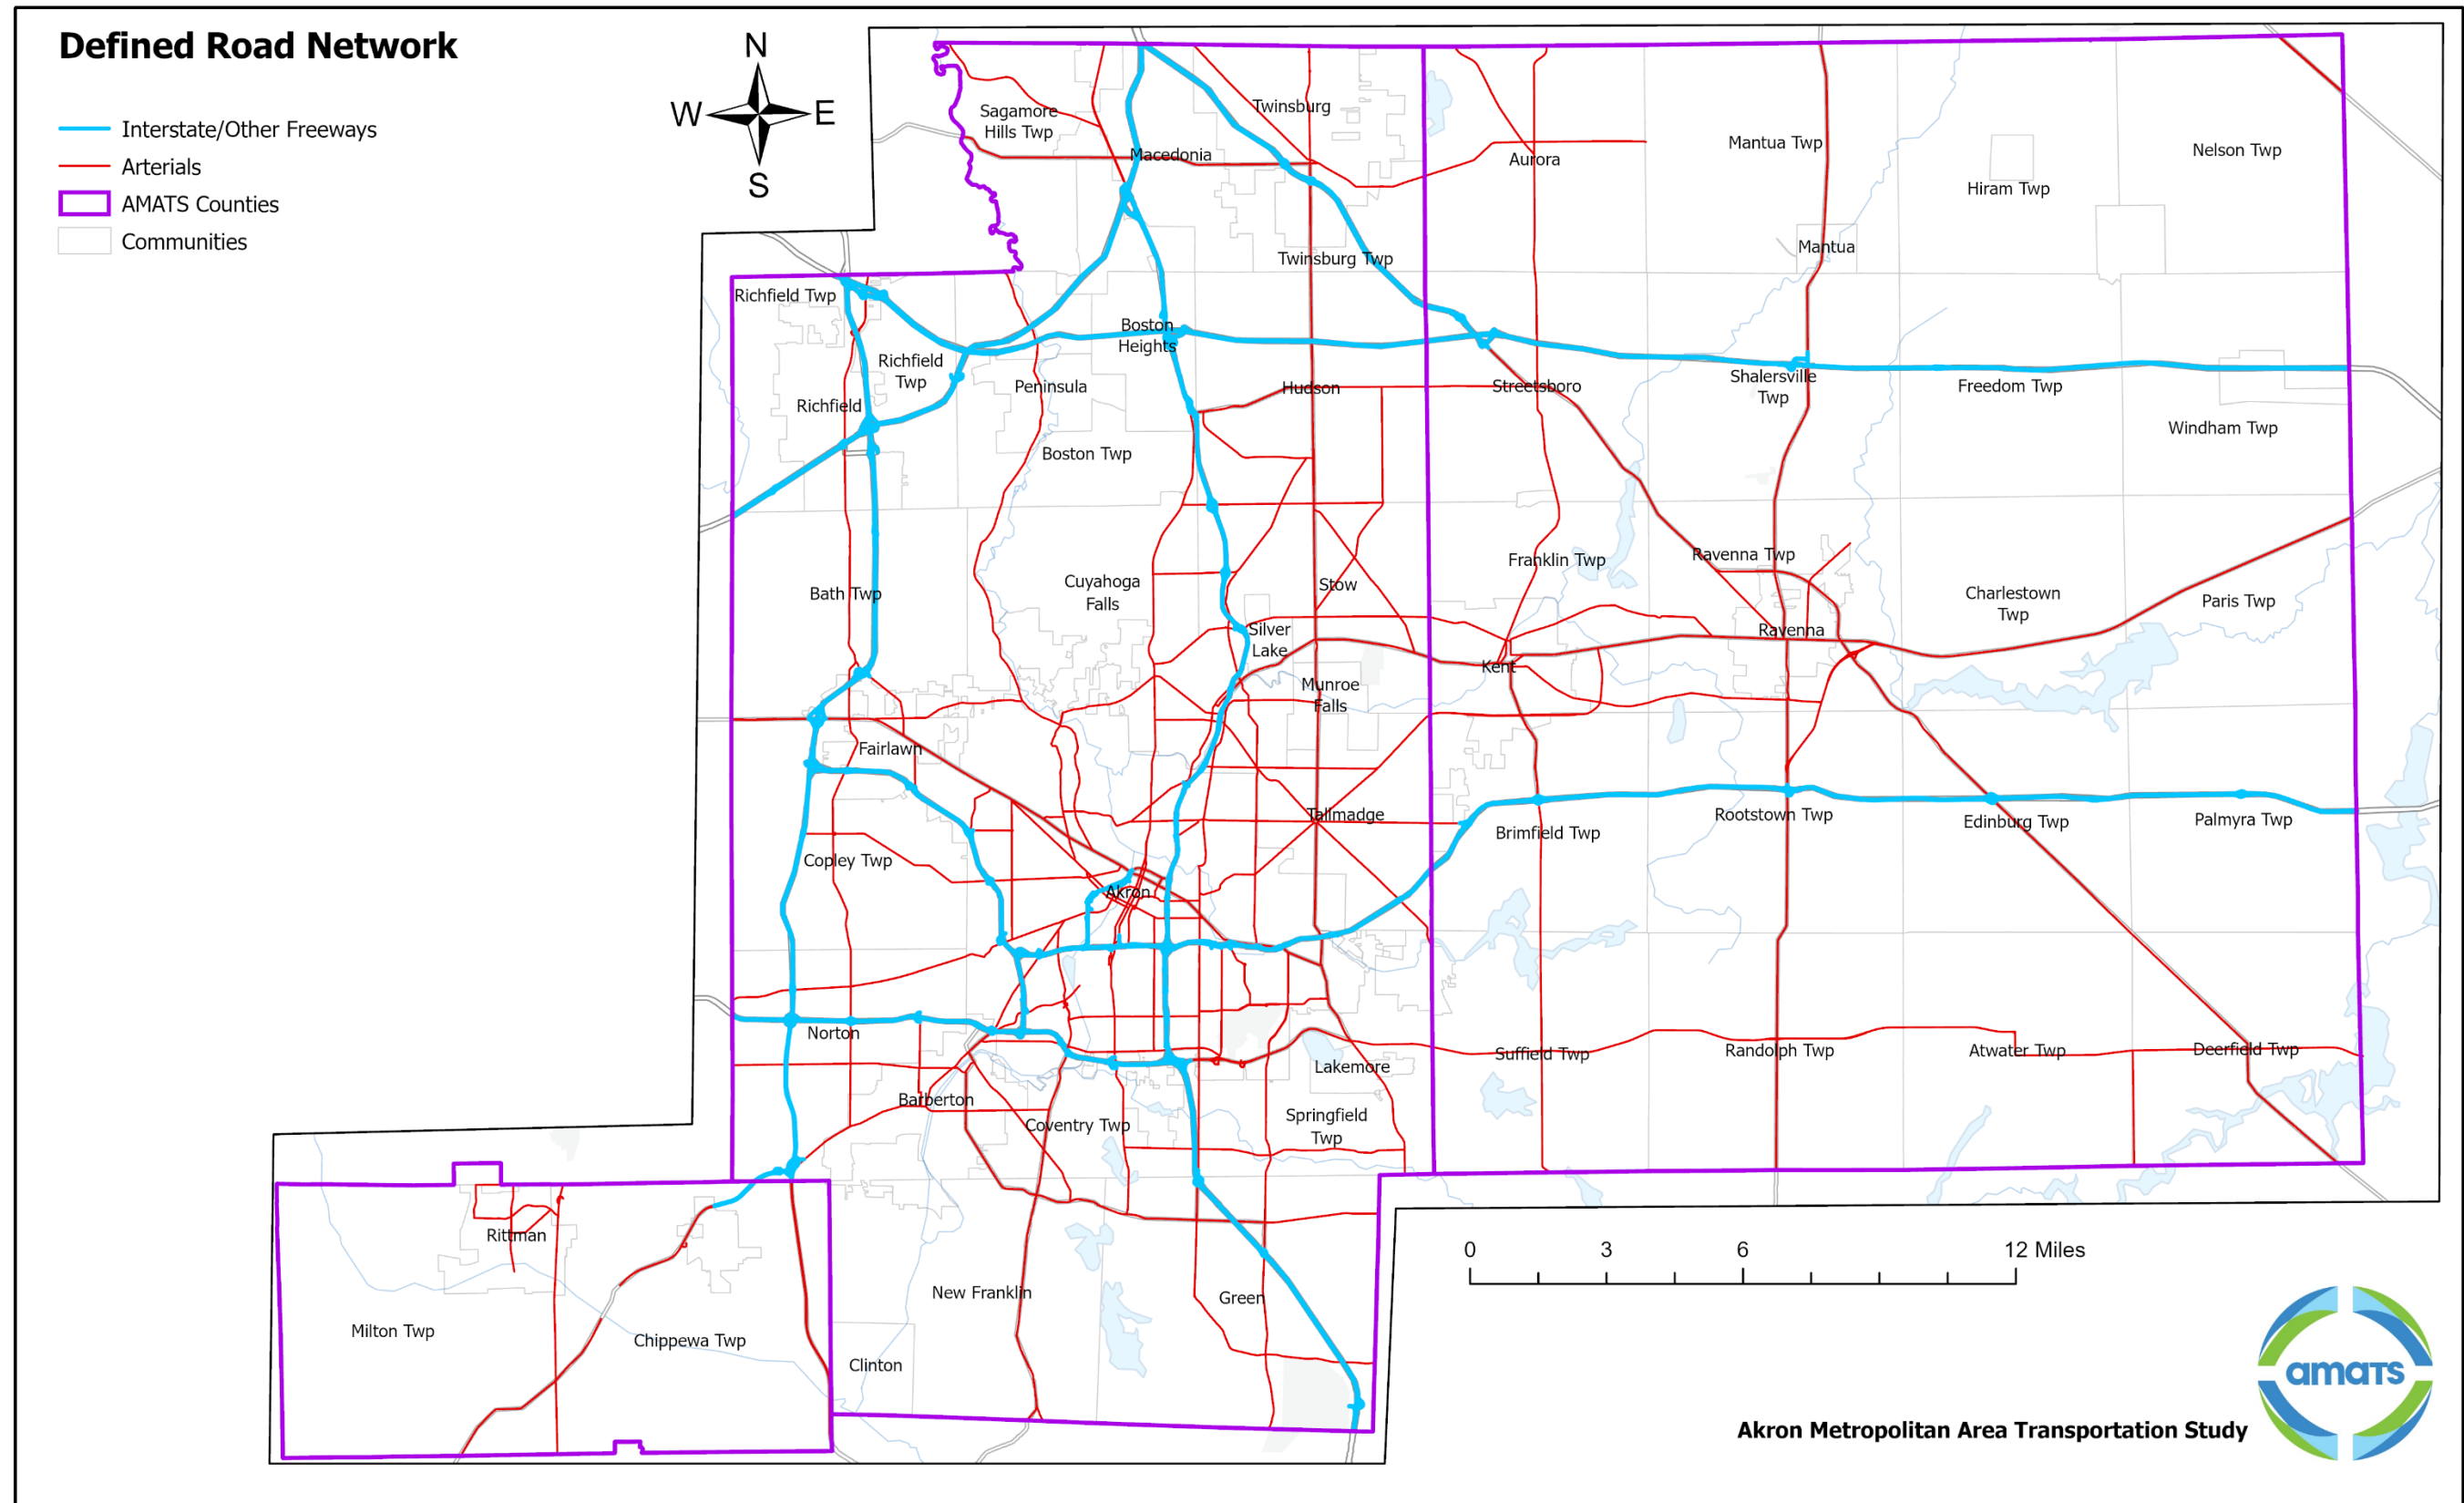 Defined Road Network
Interstate/Other Freeways
Arterials
AMATS Counties
Communities
N
W
E
S
Sagamore
Hills Twp
Twinsburg
Macedonia
Aurora
Mantua Twp
Nelson Twp
Hiram Twp
Mantua
Twinsburg Twp
Richfield Twp
Boston
Heights
Richfield
Twp
Peninsula
Hudson
Streetsboro
Shalersville
Twp
Freedom Twp
Richfield
Windham Twp
Boston Twp
Bath Twp
Cuyahoga
Falls
Stow
Franklin Twp
Ravenna Twp
Charlestown
Twp
Paris Twp
Silver
Lake
Ravenna
Kent
Munroe
Falls
Fairlawn
Tallmadge
Brimfield Twp
Rootstown Twp
Edinburg Twp
Palmyra Twp
Copley Twp
Akron
Norton
Lakemore
Suffield Twp
Randolph Twp
Atwater Twp
Deerfield Twp
Barberton
Coventry Twp
Springfield
Twp
Rittman
New Franklin
Green
Milton Twp
Chippewa Twp
Clinton
0 3 6 12 Miles
amats
Akron Metropolitan Area Transportation Study